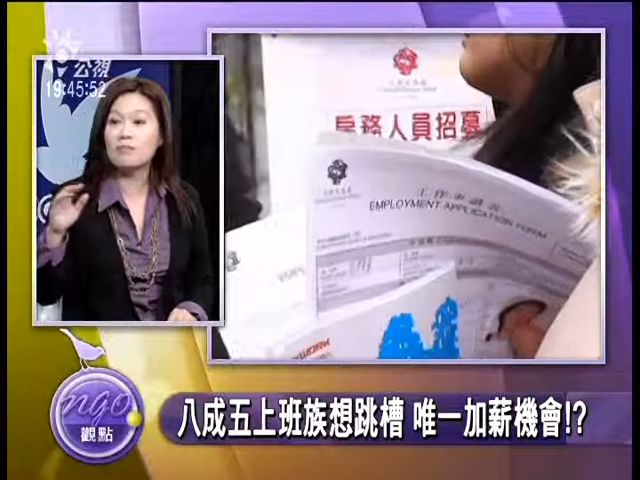 公視
19:45:52
房務人員招募
工作申請表
EMPLOYMENT APPLICATION FORM
八成五上班族想跳槽 唯一加薪機會!?
ngo
觀點